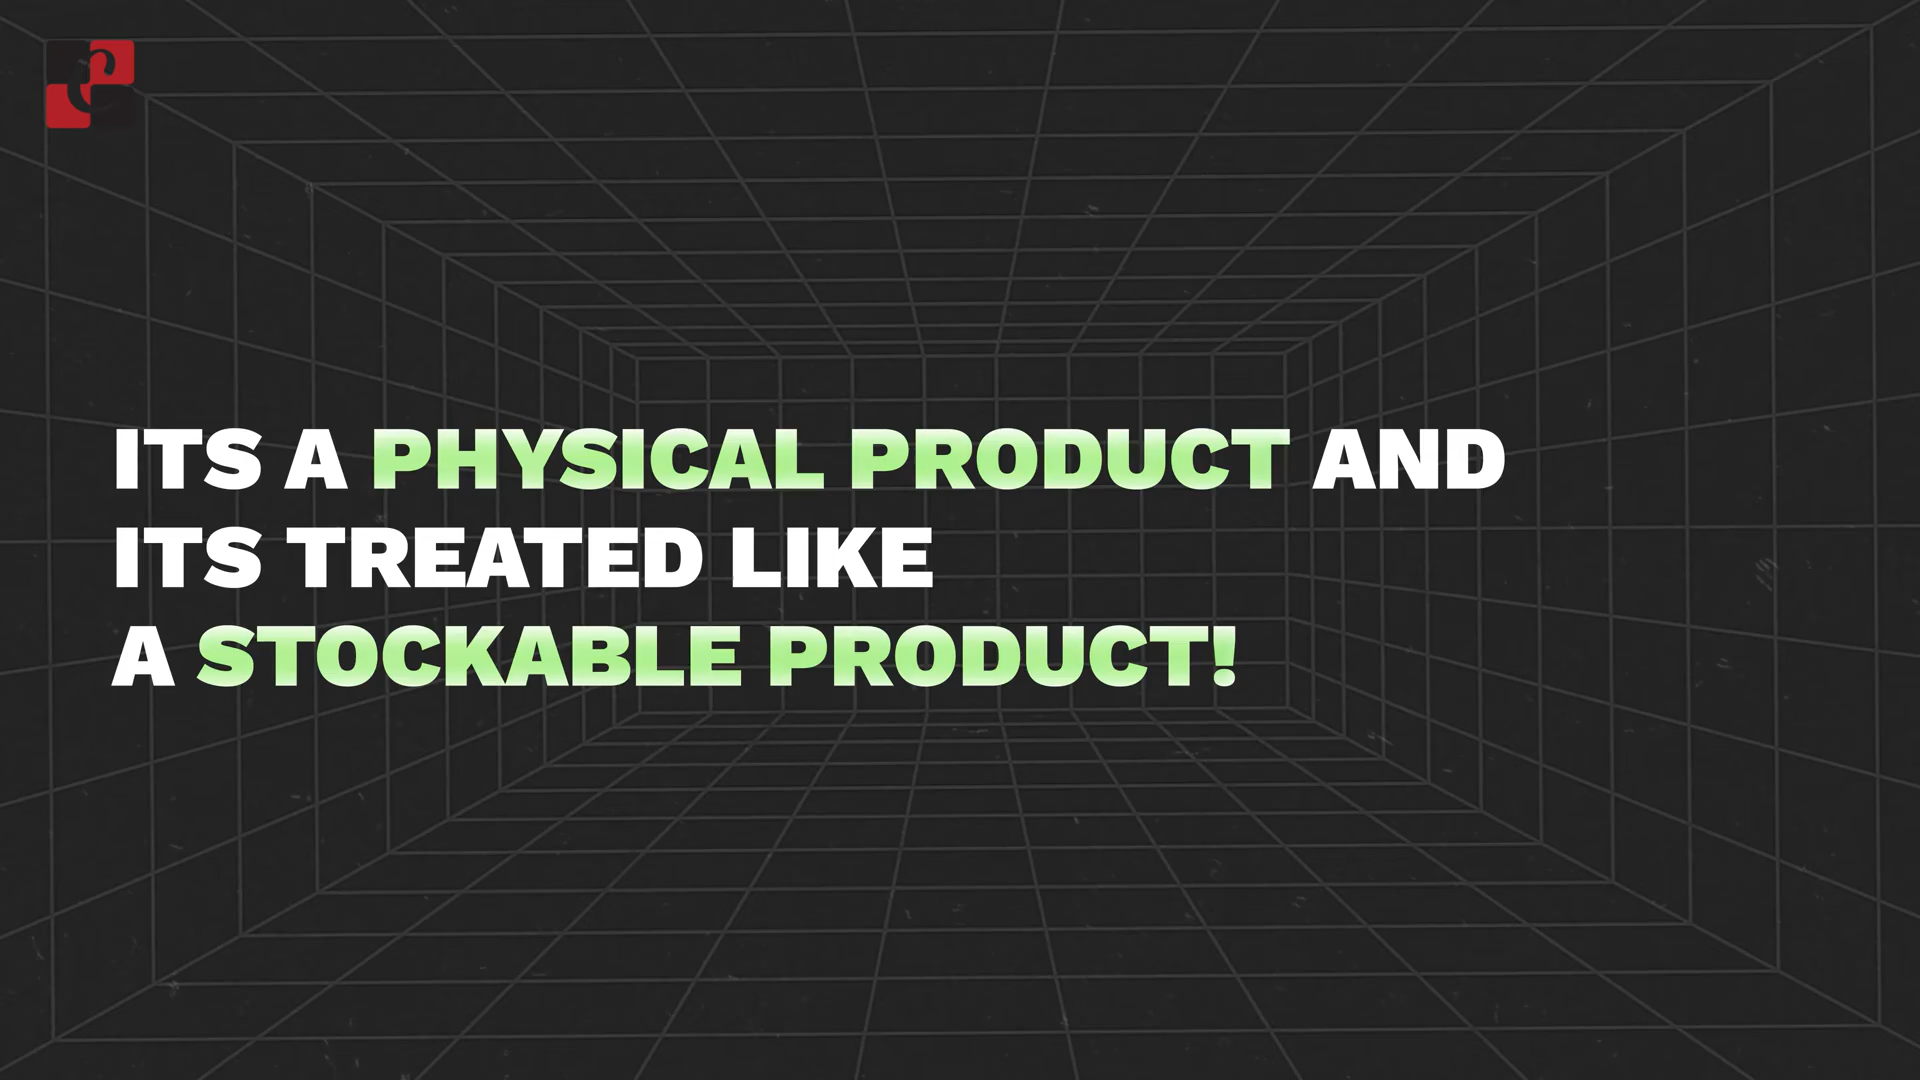 ITS A PHYSICAL PRODUCT AND
ITS TREATED LIKE
A STOCKABLE PRODUCT!